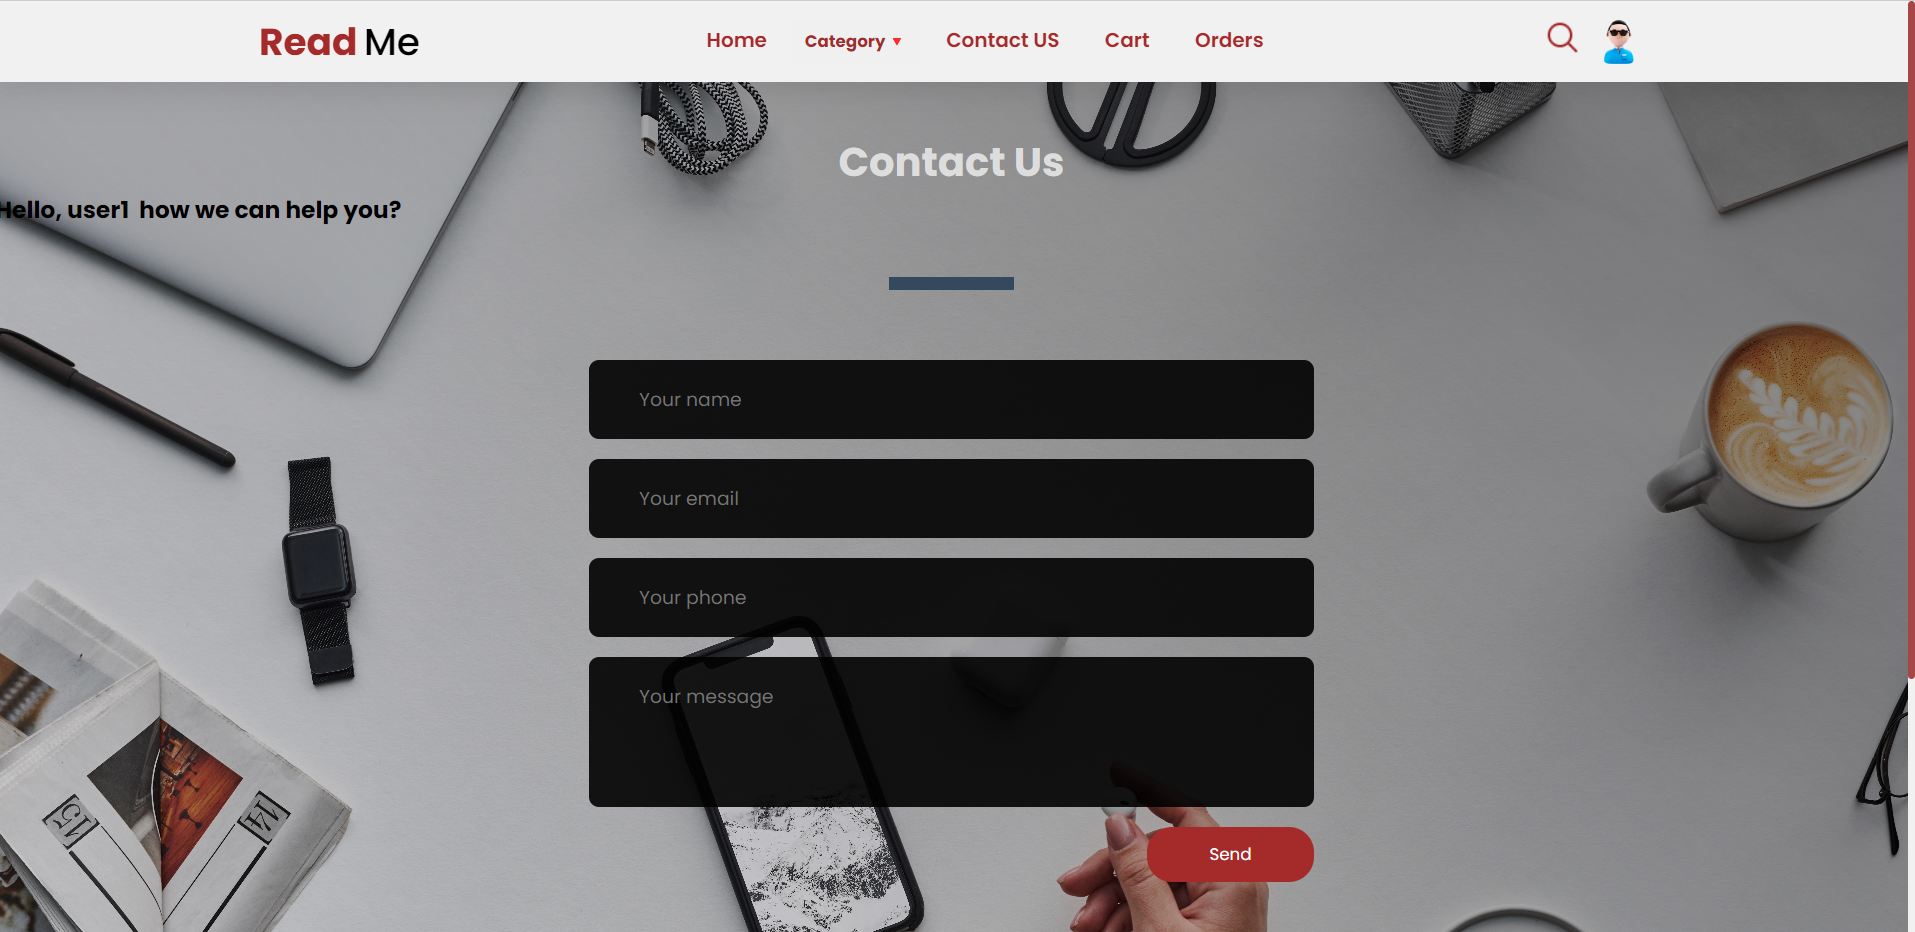 Read Me
Home
Category ▼
Contact US
Cart
Orders
Contact Us
Hello, user1 how we can help you?
Your name
Your email
Your phone
Your message
Send